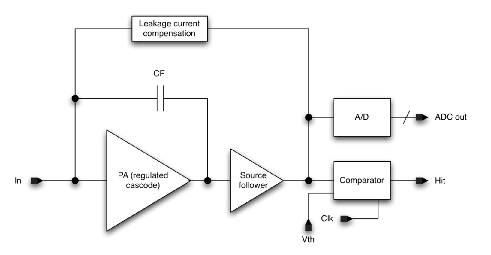 Leakage current
compensation
CF
A/D
ADC out
In
PA (regulated
cascode)
Source
follower
Comparator
Hit
Clk
Vth